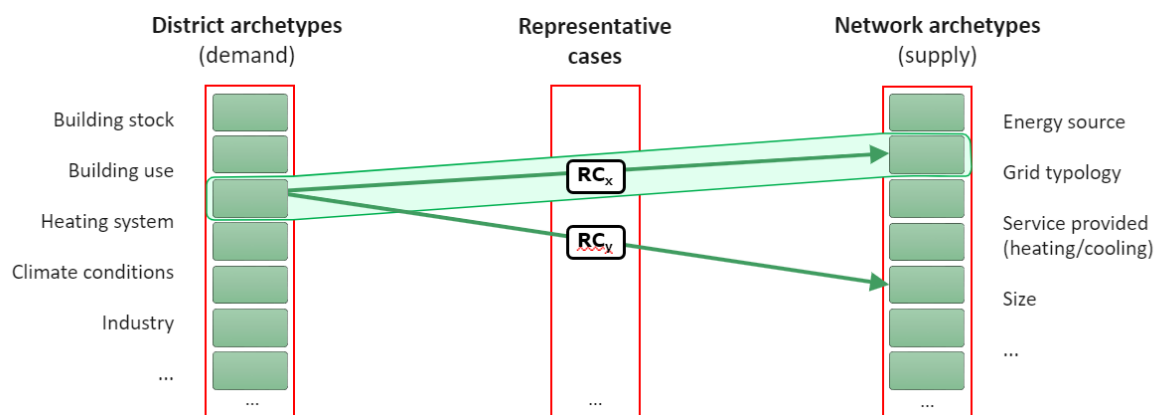 District archetypes
(demand)
Representative
cases
Network archetypes
(supply)
Building stock
Building use
Heating system
Climate conditions
Industry
...
...
RCx
RCy
...
Energy source
Grid typology
Service provided
(heating/cooling)
Size
...
...